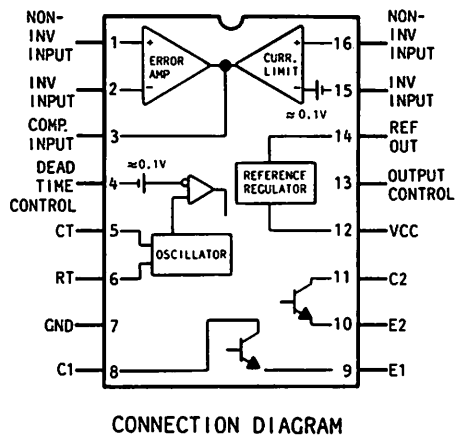 NON-
INV
INPUT
1
+
ERROR
AMP
INV
INPUT
2
−
COMP.
INPUT
3
DEAD
TIME
CONTROL
4
≈0.1V
CT
5
OSCILLATOR
RT
6
GND
7
C1
8
NON-
INV
INPUT
16
+
CURR.
LIMIT
INV
INPUT
15
−
≈0.1V
REF
OUT
14
REFERENCE
REGULATOR
OUTPUT
CONTROL
13
VCC
12
C2
11
E2
10
E1
9
CONNECTION DIAGRAM